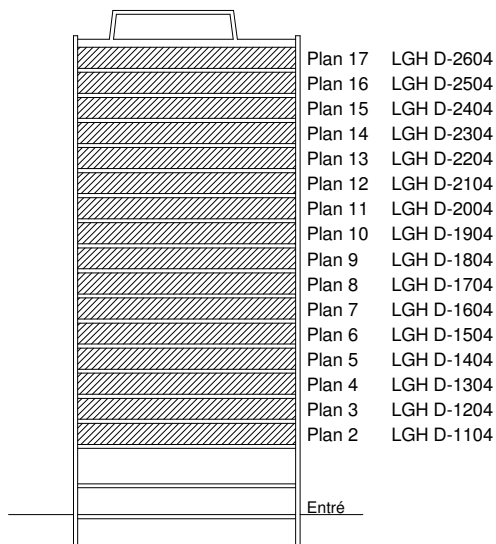 Plan 17 LGH D-2604
Plan 16 LGH D-2504
Plan 15 LGH D-2404
Plan 14 LGH D-2304
Plan 13 LGH D-2204
Plan 12 LGH D-2104
Plan 11 LGH D-2004
Plan 10 LGH D-1904
Plan 9 LGH D-1804
Plan 8 LGH D-1704
Plan 7 LGH D-1604
Plan 6 LGH D-1504
Plan 5 LGH D-1404
Plan 4 LGH D-1304
Plan 3 LGH D-1204
Plan 2 LGH D-1104
Entré